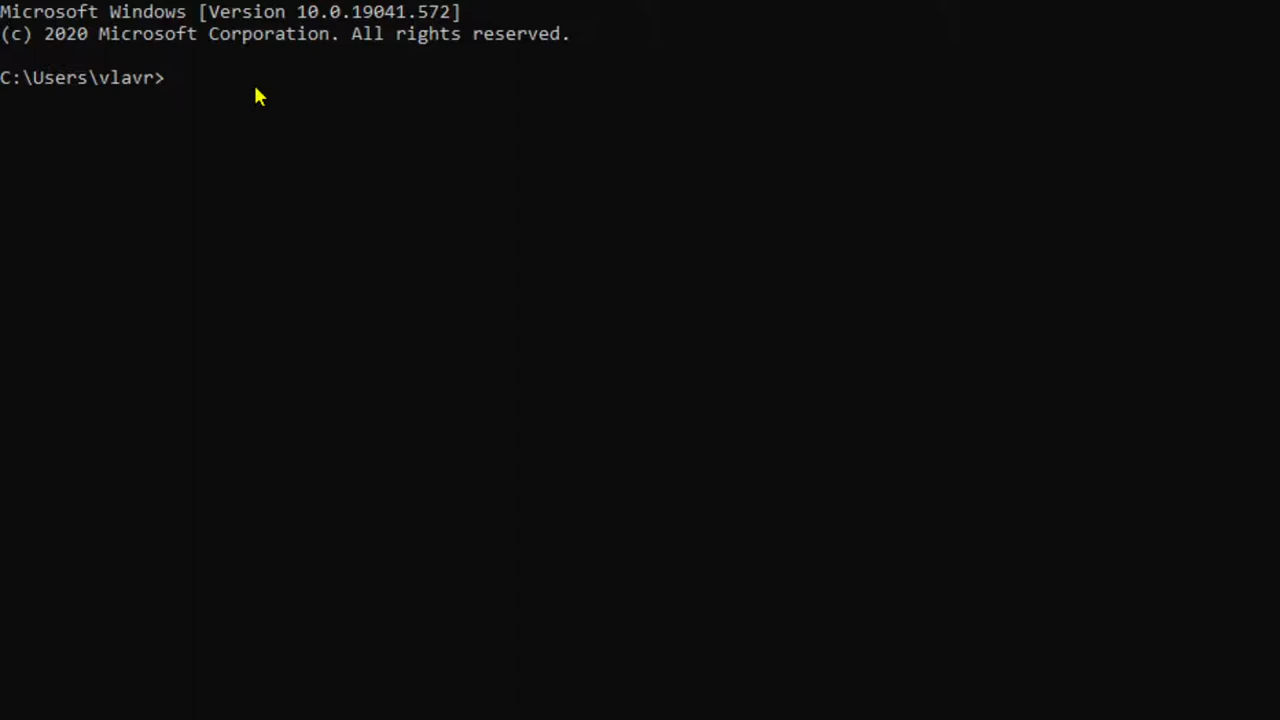 Microsoft Windows [Version 10.0.19041.572]
(c) 2020 Microsoft Corporation. All rights reserved.
C:\Users\vlavr>